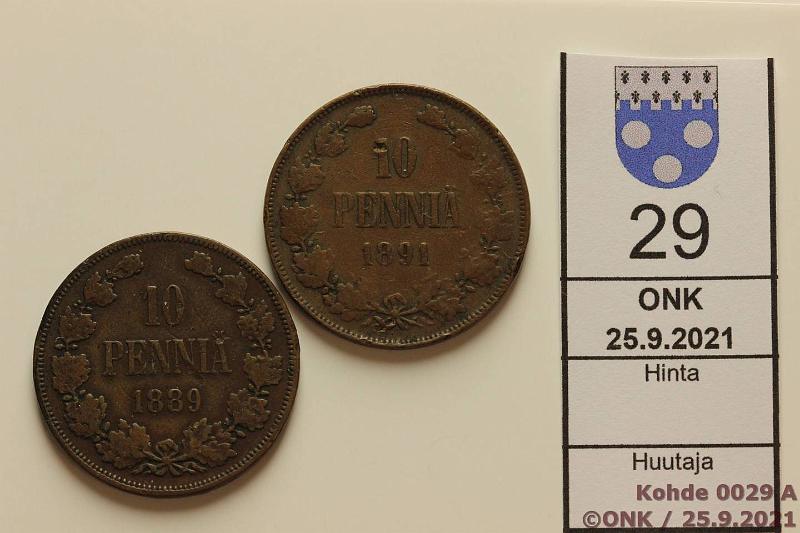 10
PENNIÄ
1891
10
PENNIÄ
1889
29
ONK
25.9.2021
Hinta
Huutaja
Kohde 0029 A
©ONK / 25.9.2021